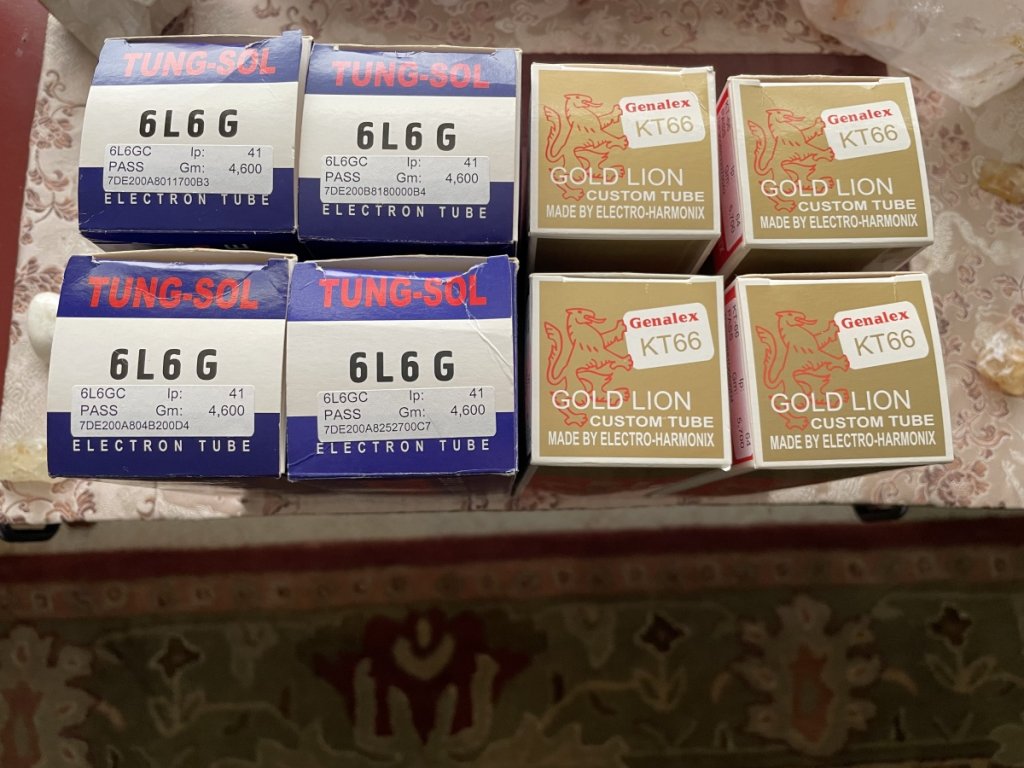 TUNG-SOL
6L6 G
6L6GC Ip: 41
PASS Gm: 4,600
7DE200A8011700B3
ELECTRON TUBE
TUNG-SOL
6L6 G
6L6GC Ip: 41
PASS Gm: 4,600
7DE200B8180000B4
ELECTRON TUBE
Genalex
KT66
GOLD LION
CUSTOM TUBE
MADE BY ELECTRO-HARMONIX
Genalex
KT66
GOLD LION
CUSTOM TUBE
MADE BY ELECTRO-HARMONIX
TUNG-SOL
6L6 G
6L6GC Ip: 41
PASS Gm: 4,600
7DE200A804B200D4
ELECTRON TUBE
TUNG-SOL
6L6 G
6L6GC Ip: 41
PASS Gm: 4,600
7DE200A8252700C7
ELECTRON TUBE
Genalex
KT66
GOLD LION
CUSTOM TUBE
MADE BY ELECTRO-HARMONIX
Genalex
KT66
GOLD LION
CUSTOM TUBE
MADE BY ELECTRO-HARMONIX